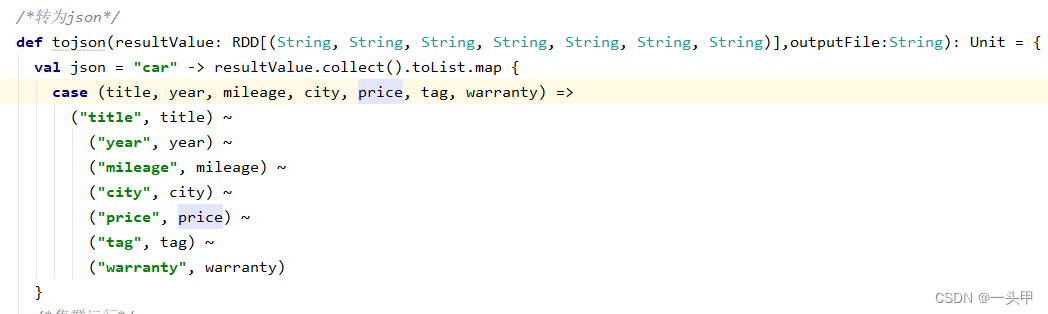 /*转为json*/
def tojson(resultValue: RDD[(String, String, String, String, String, String, String)],outputFile:String): Unit = {
  val json = "car" -> resultValue.collect().toList.map {
    case (title, year, mileage, city, price, tag, warranty) =>
      ("title", title) ~
        ("year", year) ~
        ("mileage", mileage) ~
        ("city", city) ~
        ("price", price) ~
        ("tag", tag) ~
        ("warranty", warranty)
  }
CSDN @一头甲